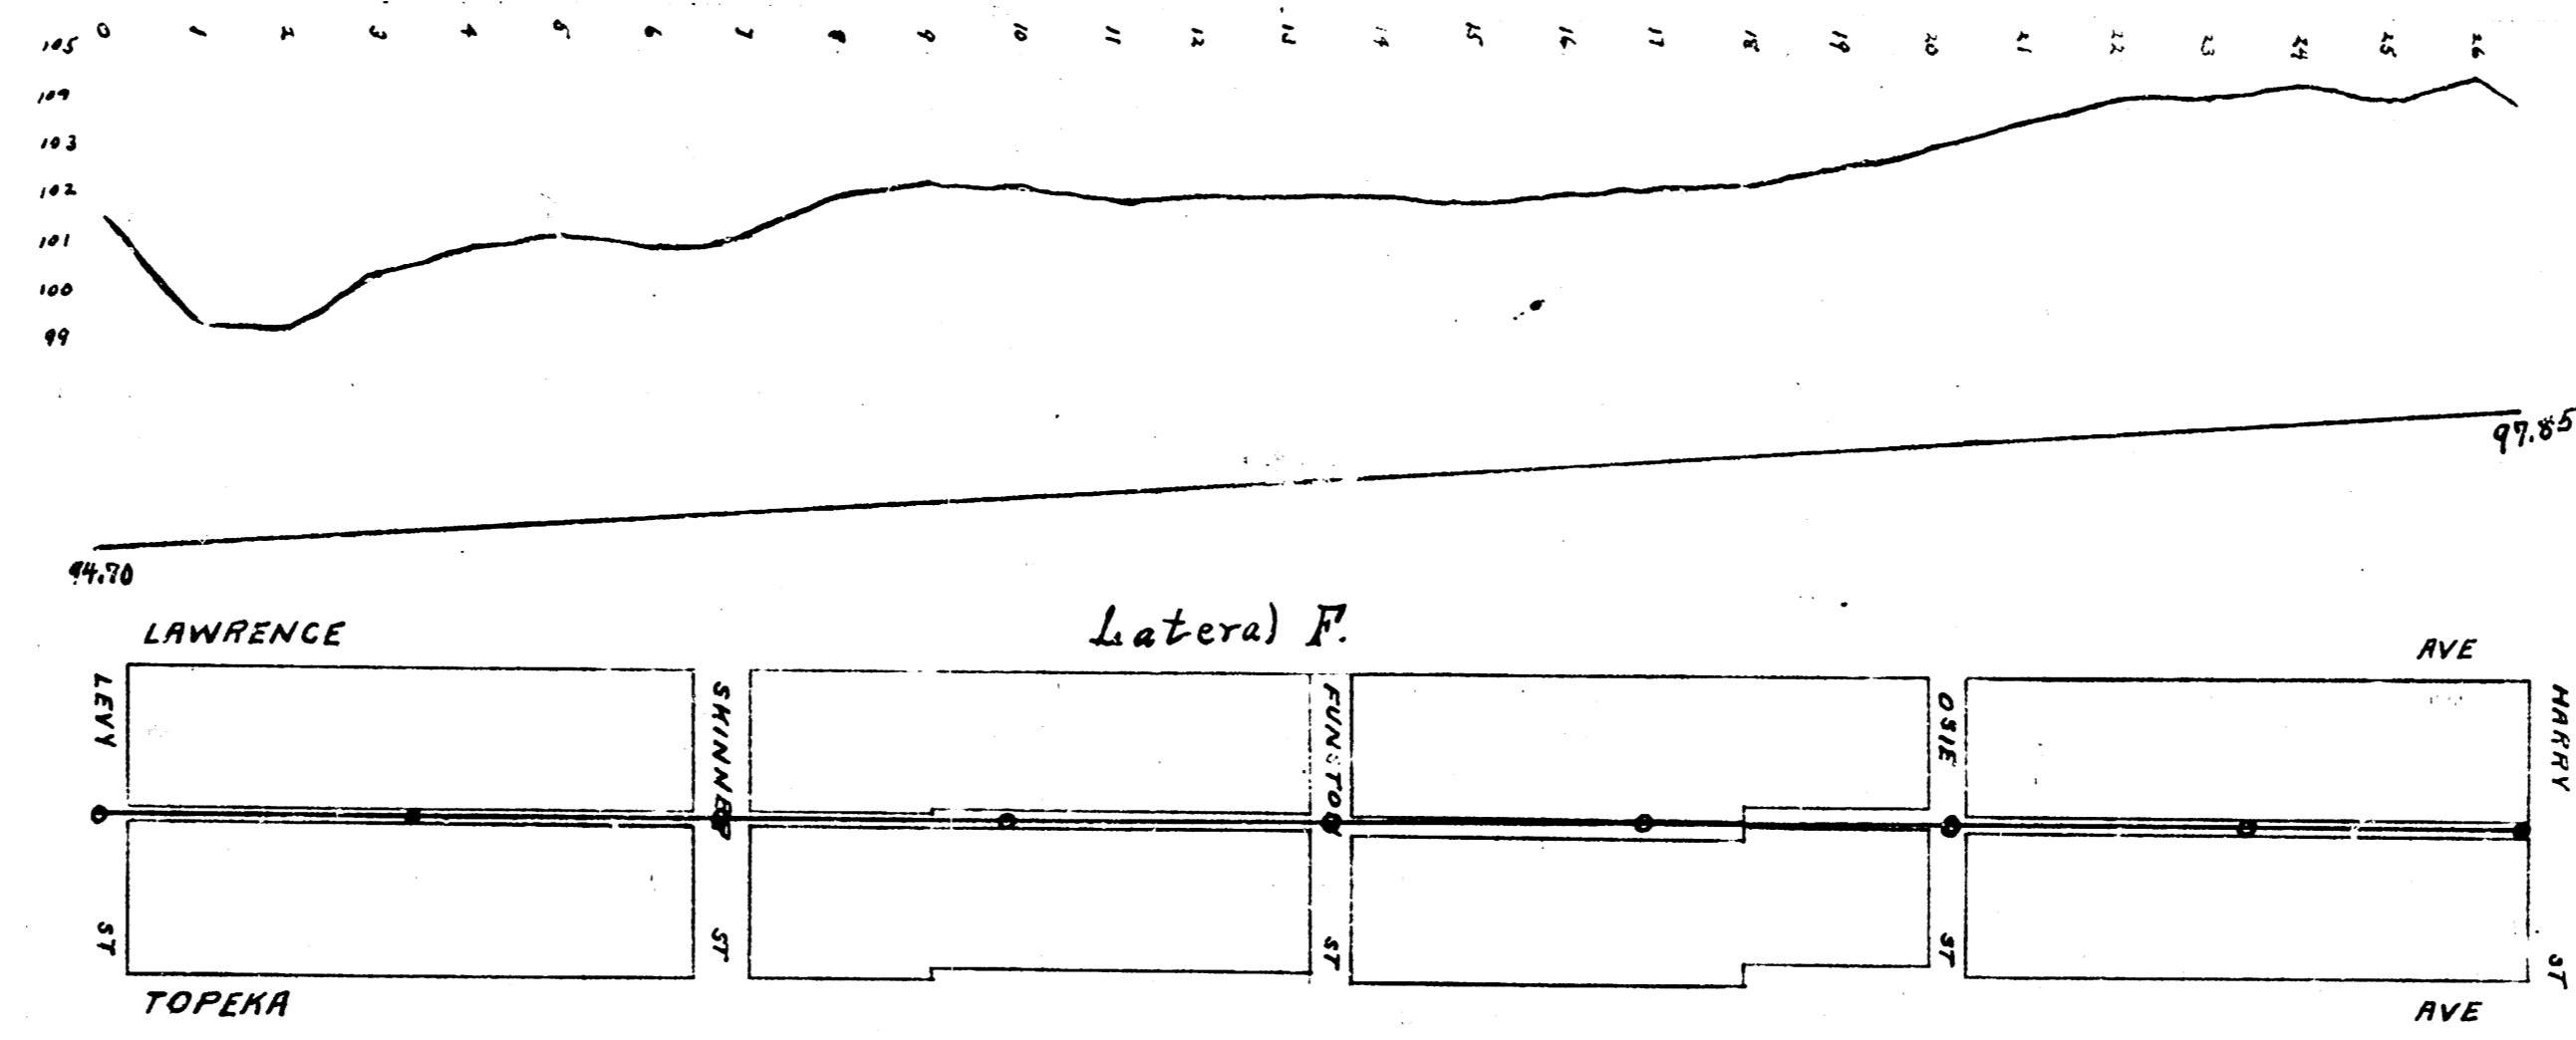 0 1 2 3 4 5 6 7 8 9 10 11 12 13 14 15 16 17 18 19 20 21 22 23 24 25 26
105
104
103
102
101
100
99
97.85
94.70
Lateral F.
LAWRENCE AVE
LEVY ST
SKINNER ST
FUNSTON ST
OSIE ST
HARRY ST
TOPEKA AVE